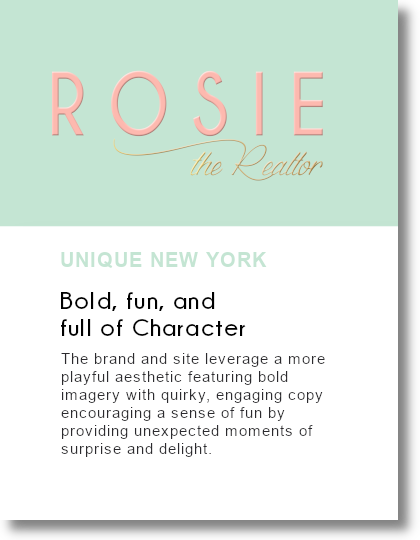 ROSIE
the Realtor
UNIQUE NEW YORK
Bold, fun, and
full of Character
The brand and site leverage a more
playful aesthetic featuring bold
imagery with quirky, engaging copy
encouraging a sense of fun by
providing unexpected moments of
surprise and delight.